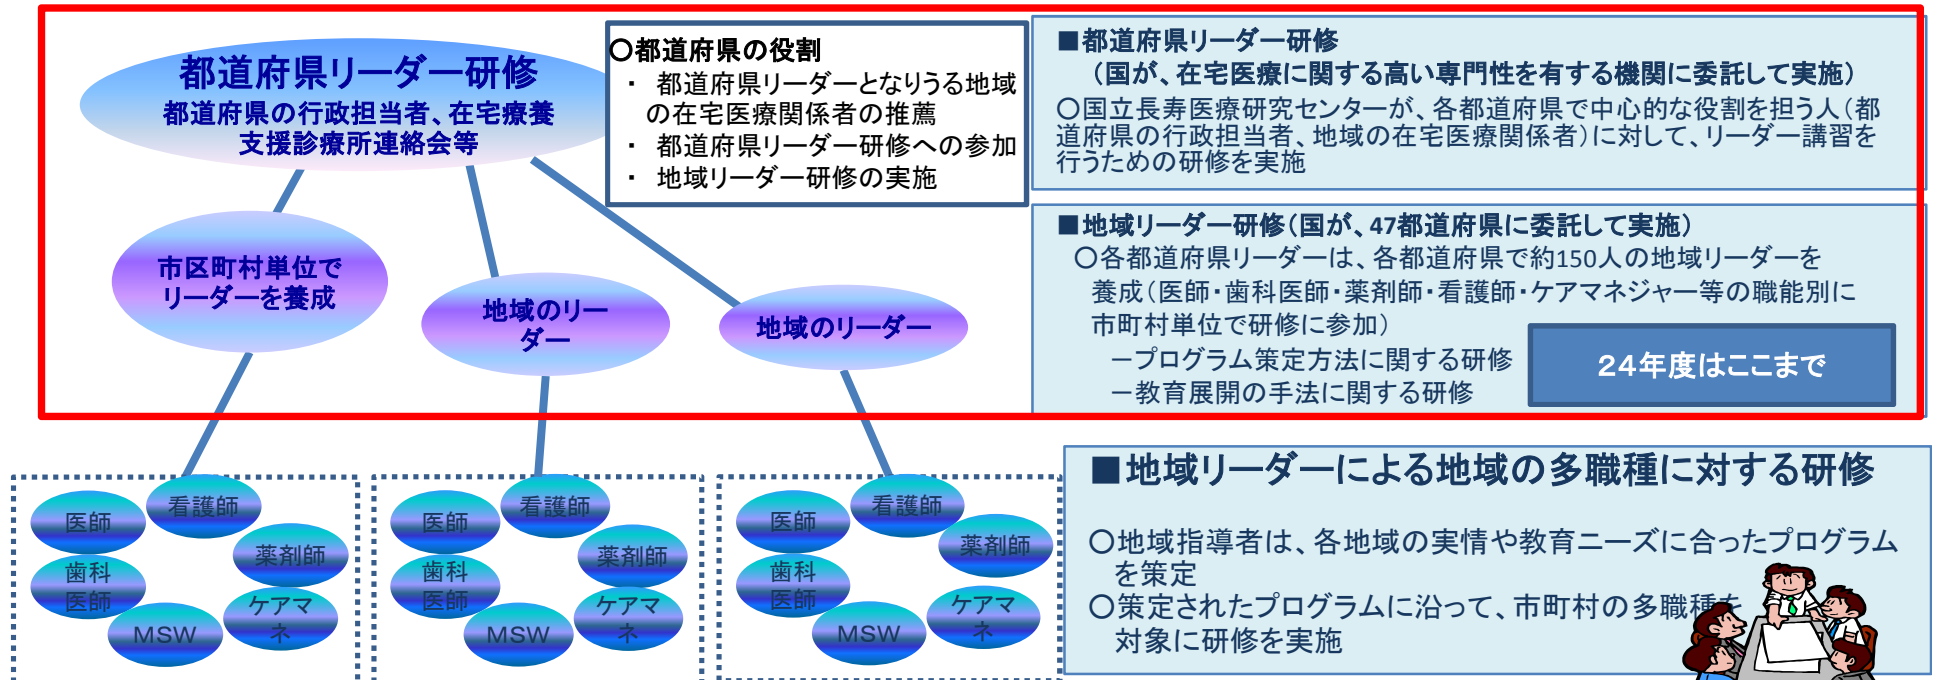 都道府県リーダー研修
都道府県の行政担当者、在宅療養
支援診療所連絡会等
〇都道府県の役割
・ 都道府県リーダーとなりうる地域
の在宅医療関係者の推薦
・ 都道府県リーダー研修への参加
・ 地域リーダー研修の実施
■都道府県リーダー研修
（国が、在宅医療に関する高い専門性を有する機関に委託して実施）
〇国立長寿医療研究センターが、各都道府県で中心的な役割を担う人（都
道府県の行政担当者、地域の在宅医療関係者）に対して、リーダー講習を
行うための研修を実施
市区町村単位で
リーダーを養成
地域のリー
ダー
地域のリーダー
■地域リーダー研修（国が、47都道府県に委託して実施）
〇各都道府県リーダーは、各都道府県で約150人の地域リーダーを
養成（医師・歯科医師・薬剤師・看護師・ケアマネジャー等の職能別に
市町村単位で研修に参加）
－プログラム策定方法に関する研修
－教育展開の手法に関する研修
２４年度はここまで
医師
看護師
薬剤師
歯科
医師
MSW
ケアマ
ネ
医師
看護師
薬剤師
歯科
医師
MSW
ケアマ
ネ
医師
看護師
薬剤師
歯科
医師
MSW
ケアマ
ネ
■地域リーダーによる地域の多職種に対する研修
〇地域指導者は、各地域の実情や教育ニーズに合ったプログラム
を策定
〇策定されたプログラムに沿って、市町村の多職種を
対象に研修を実施